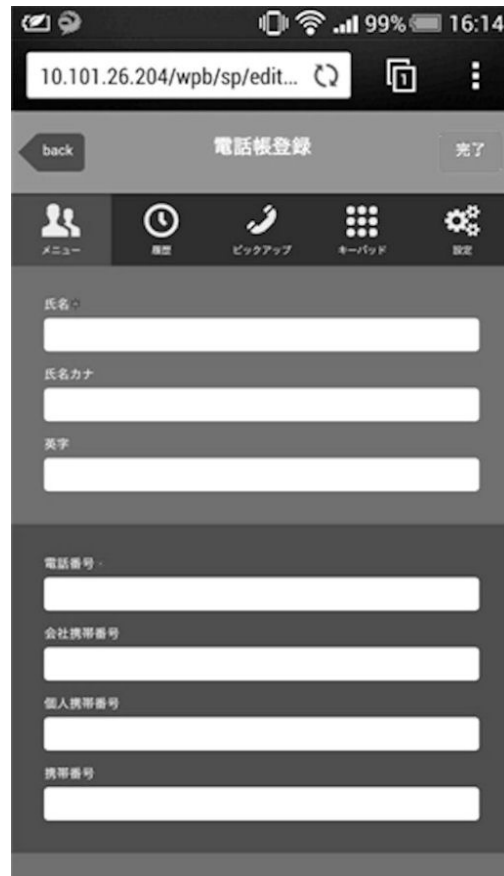 99% 16:14
10.101.26.204/wpb/sp/edit... 1
back 電話帳登録 完了
メニュー 履歴 ピックアップ キーパッド 設定
氏名
氏名カナ
英字
電話番号
会社携帯番号
個人携帯番号
携帯番号